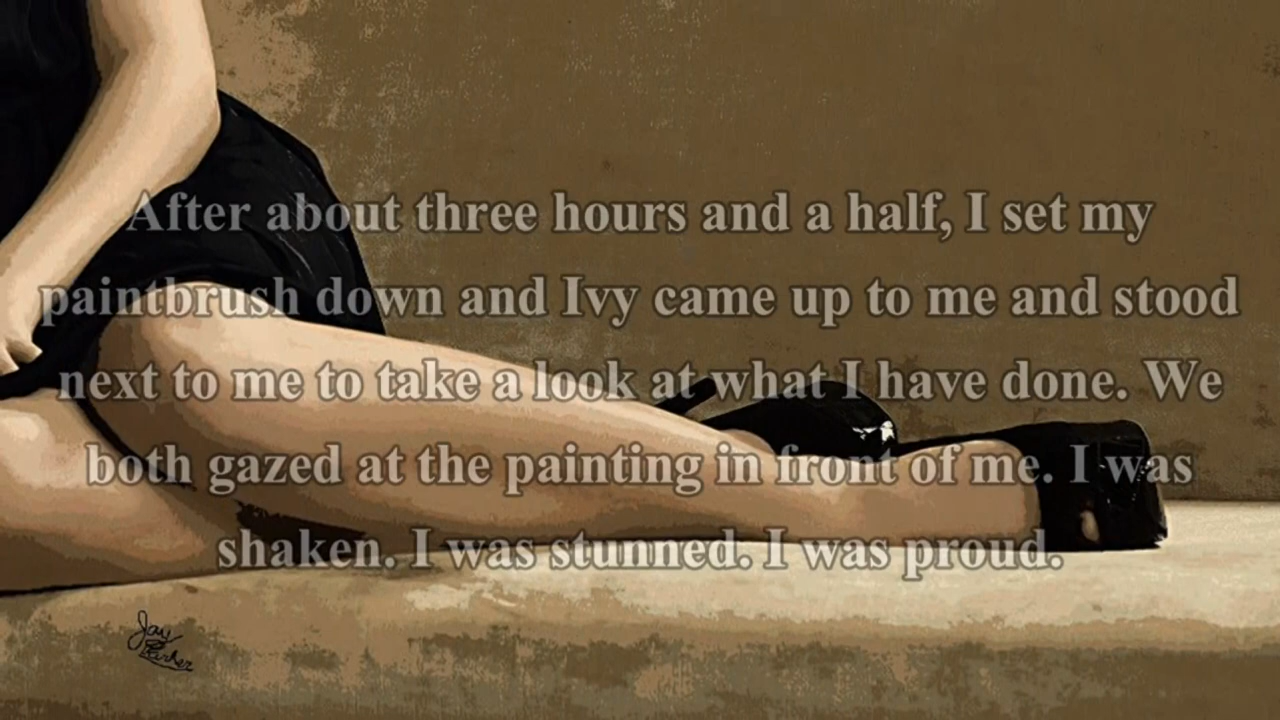 After about three hours and a half, I set my
paintbrush down and Ivy came up to me and stood
next to me to take a look at what I have done. We
both gazed at the painting in front of me. I was
shaken. I was stunned. I was proud.
Jay
Parker